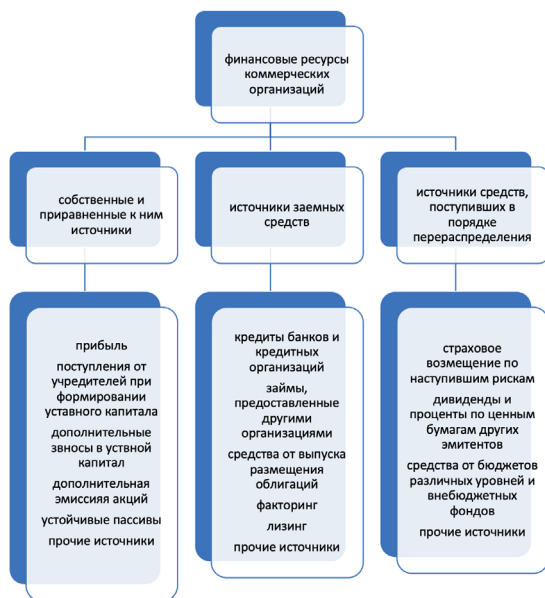 финансовые ресурсы
коммерческих
организаций
собственные и
приравненные к ним
источники
источники заемных
средств
источники средств,
поступивших в
порядке
перераспределения
прибыль
поступления от
учредителей при
формировании
уставного капитала
дополнительные
звносы в уствной
капитал
дополнительная
эмиссияя акций
устойчивые пассивы
прочие источники
кредиты банков и
кредитных
организаций
займы,
предоставленные
другими
организациями
средства от выпуска
размещения
облигаций
факторинг
лизинг
прочие источники
страховое
возмещение по
наступившим рискам
дивиденды и
проценты по ценным
бумагам других
эмитентов
средства от бюджетов
различных уровней и
внебюджетных
фондов
прочие источники